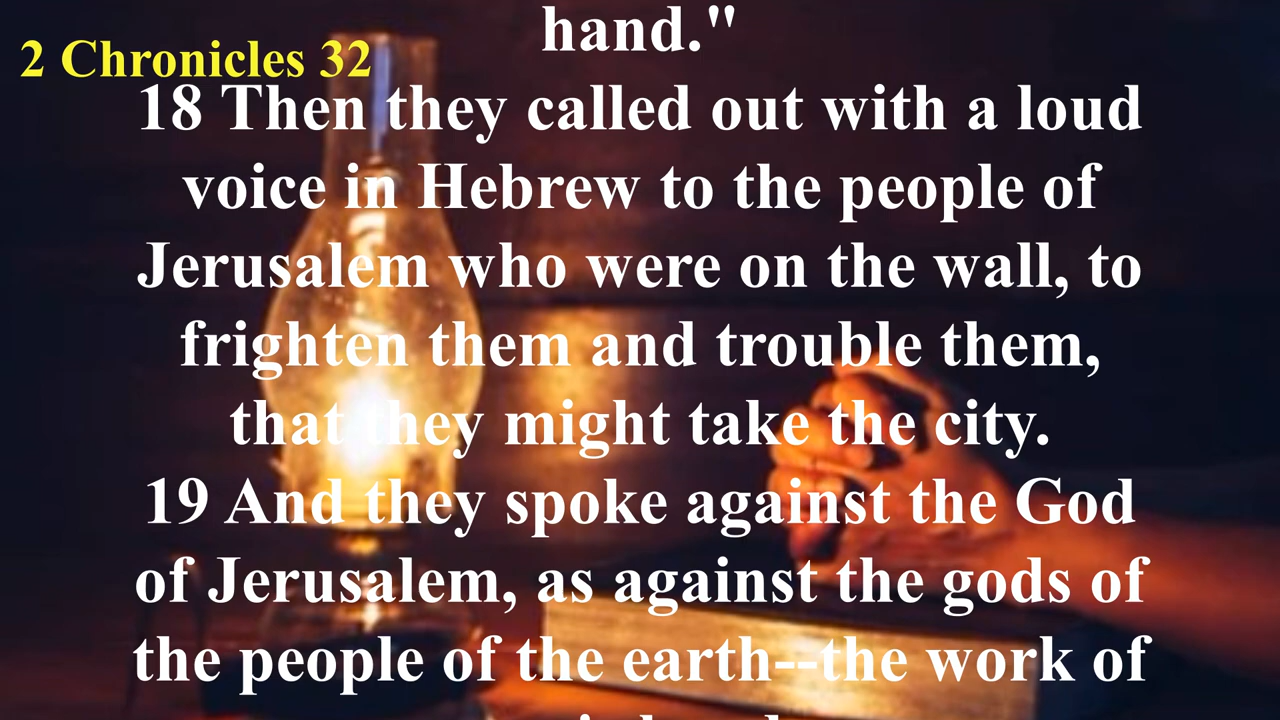 hand."
2 Chronicles 32
18 Then they called out with a loud
voice in Hebrew to the people of
Jerusalem who were on the wall, to
frighten them and trouble them,
that they might take the city.
19 And they spoke against the God
of Jerusalem, as against the gods of
the people of the earth--the work of